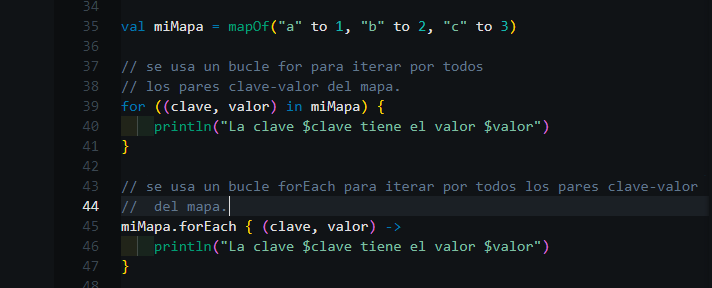 34
35 val miMapa = mapOf("a" to 1, "b" to 2, "c" to 3)
36
37 // se usa un bucle for para iterar por todos
38 // los pares clave-valor del mapa.
39 for ((clave, valor) in miMapa) {
40     println("La clave $clave tiene el valor $valor")
41 }
42
43 // se usa un bucle forEach para iterar por todos los pares clave-valor
44 //  del mapa.
45 miMapa.forEach { (clave, valor) ->
46     println("La clave $clave tiene el valor $valor")
47 }
48